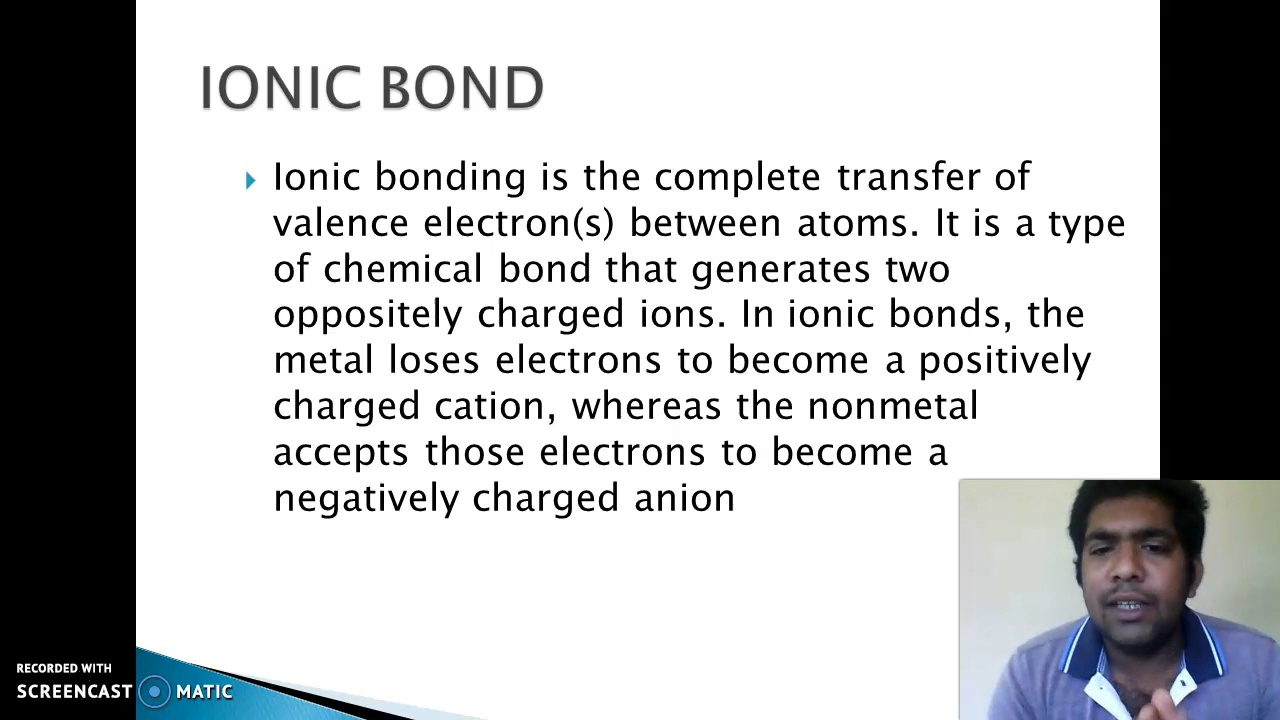 IONIC BOND
Ionic bonding is the complete transfer of
valence electron(s) between atoms. It is a type
of chemical bond that generates two
oppositely charged ions. In ionic bonds, the
metal loses electrons to become a positively
charged cation, whereas the nonmetal
accepts those electrons to become a
negatively charged anion
RECORDED WITH
SCREENCAST MATIC